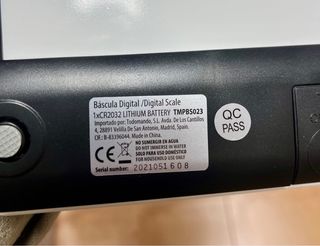 Báscula Digital /Digital Scale
1xCR2032 LITHIUM BATTERY TMPBS023
Importado por: Todomando, S.L. Avda. De Los Cantillos
4, 28891 Velilla De San Antonio, Madrid, Spain.
CIF.: B-83396044. Made in China.
NO SUMERGIR EN AGUA
DO NOT IMMERSE IN WATER
SOLO PARA USO DOMÉSTICO
FOR HOUSEHOLD USE ONLY
Serial number: 2021051608
QC
PASS